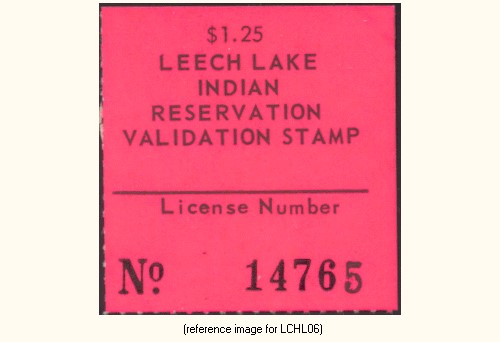 $1.25
LEECH LAKE
INDIAN
RESERVATION
VALIDATION STAMP
License Number
No. 14765
(reference image for LCHL06)